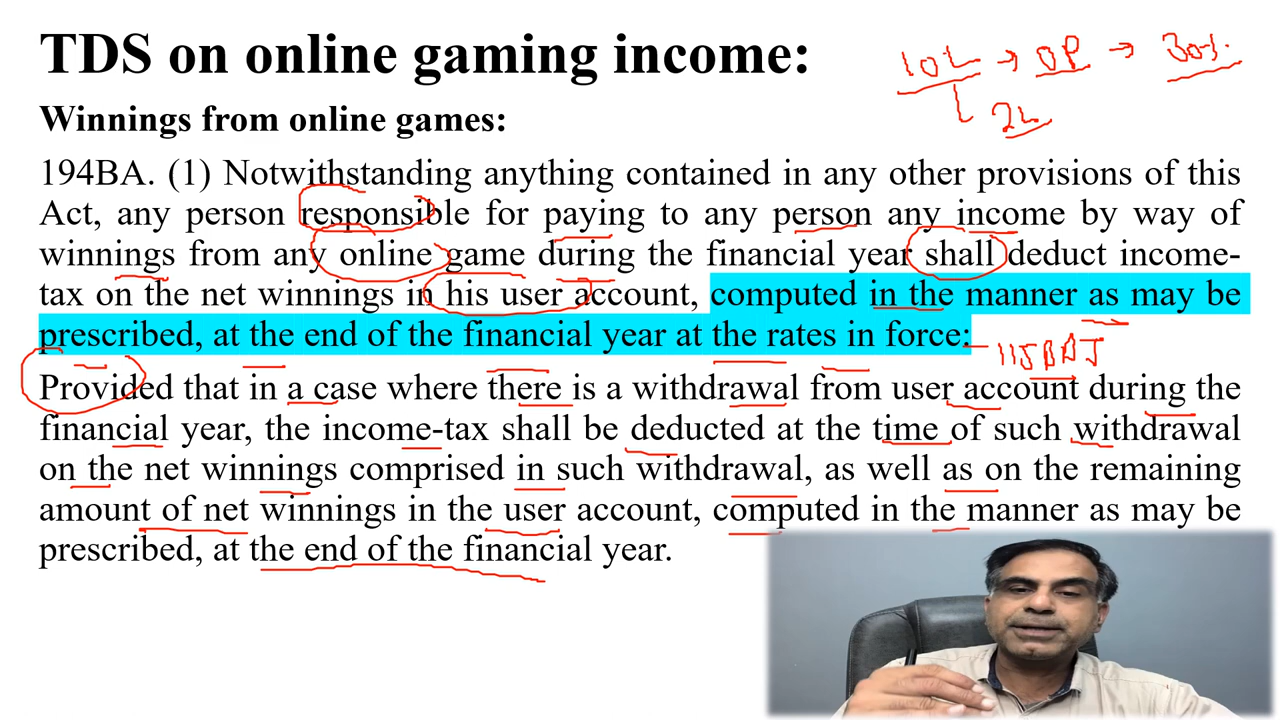 TDS on online gaming income:
10L → OP → 30%
2L
Winnings from online games:
194BA. (1) Notwithstanding anything contained in any other provisions of this
Act, any person responsible for paying to any person any income by way of
winnings from any online game during the financial year shall deduct income-
tax on the net winnings in his user account, computed in the manner as may be
prescribed, at the end of the financial year at the rates in force:
115BBJ
Provided that in a case where there is a withdrawal from user account during the
financial year, the income-tax shall be deducted at the time of such withdrawal
on the net winnings comprised in such withdrawal, as well as on the remaining
amount of net winnings in the user account, computed in the manner as may be
prescribed, at the end of the financial year.